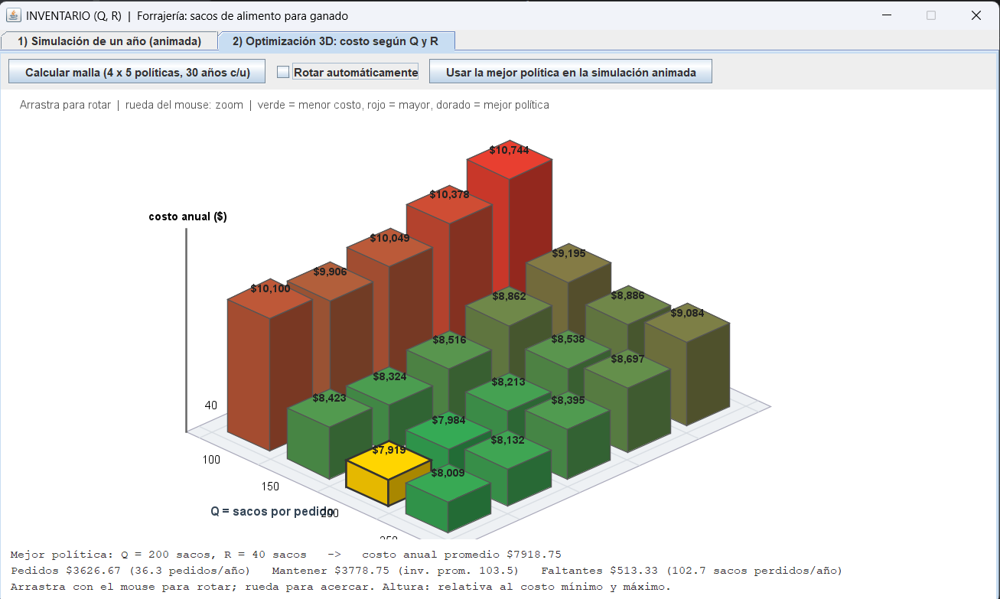 INVENTARIO (Q, R) | Forrajería: sacos de alimento para ganado
1) Simulación de un año (animada)
2) Optimización 3D: costo según Q y R
Calcular malla (4 x 5 políticas, 30 años c/u)
Rotar automáticamente
Usar la mejor política en la simulación animada
Arrastra para rotar | rueda del mouse: zoom | verde = menor costo, rojo = mayor, dorado = mejor política
$10,744
$10,378
costo anual ($)
$10,049
$9,195
$9,906
$10,100
$8,862
$8,886
$9,084
$8,516
$8,538
$8,697
$8,324
$8,213
$8,423
$8,395
40
$7,984
$8,132
$7,919
100
$8,009
150
Q = sacos por pedido
200
250
Mejor política: Q = 200 sacos, R = 40 sacos -> costo anual promedio $7918.75
Pedidos $3626.67 (36.3 pedidos/año) Mantener $3778.75 (inv. prom. 103.5) Faltantes $513.33 (102.7 sacos perdidos/año)
Arrastra con el mouse para rotar; rueda para acercar. Altura: relativa al costo mínimo y máximo.